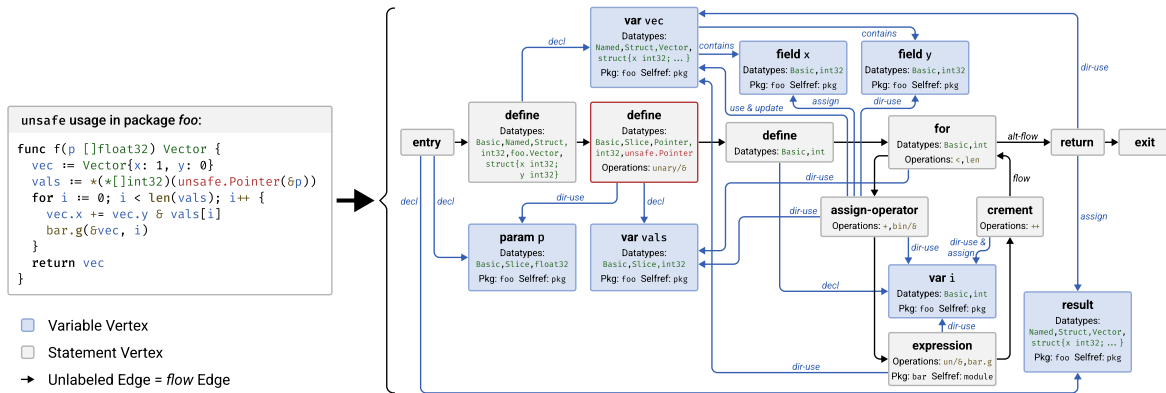 unsafe usage in package foo:
func f(p []float32) Vector {
vec := Vector{x: 1, y: 0}
vals := *(*[]int32)(unsafe.Pointer(&p))
for i := 0; i < len(vals); i++ {
vec.x += vec.y & vals[i]
bar.g(&vec, i)
}
return vec
}
Variable Vertex
Statement Vertex
Unlabeled Edge = flow Edge
var vec
Datatypes:
Named,Struct,Vector,
struct{x int32; ... }
Pkg: foo Selfref: pkg
decl
contains
contains
field x
Datatypes: Basic,int32
Pkg: foo Selfref: pkg
field y
Datatypes: Basic,int32
Pkg: foo Selfref: pkg
dir-use
use & update
assign
dir-use
entry
define
Datatypes:
Basic,Named,Struct,
int32,foo.Vector,
struct{x int32;
y int32}
define
Datatypes:
Basic,Slice,Pointer,
int32,unsafe.Pointer
Operations: unary/&
define
Datatypes: Basic,int
for
Datatypes: Basic,int
Operations: <,len
alt-flow
return
exit
decl
decl
dir-use
decl
dir-use
dir-use
flow
assign
param p
Datatypes:
Basic,Slice,float32
Pkg: foo Selfref: pkg
var vals
Datatypes:
Basic,Slice,int32
Pkg: foo Selfref: pkg
assign-operator
Operations: +,bin/&
crement
Operations: ++
dir-use
dir-use &
assign
decl
var i
Datatypes: Basic,int
Pkg: foo Selfref: pkg
dir-use
result
Datatypes:
Named,Struct,Vector,
struct{x int32; ... }
Pkg: foo Selfref: pkg
expression
Operations: un/&,bar.g
Pkg: bar Selfref: module
dir-use